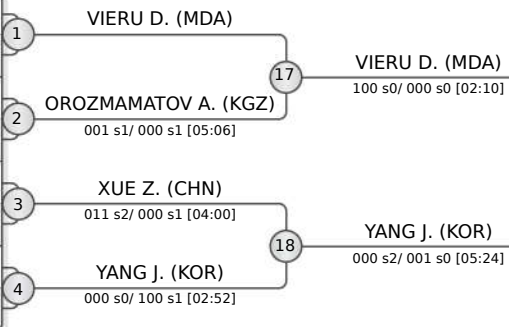 VIERU D. (MDA)
1
17
VIERU D. (MDA)
100 s0/ 000 s0 [02:10]
OROZMAMATOV A. (KGZ)
2
001 s1/ 000 s1 [05:06]
XUE Z. (CHN)
3
011 s2/ 000 s1 [04:00]
18
YANG J. (KOR)
000 s2/ 001 s0 [05:24]
YANG J. (KOR)
4
000 s0/ 100 s1 [02:52]